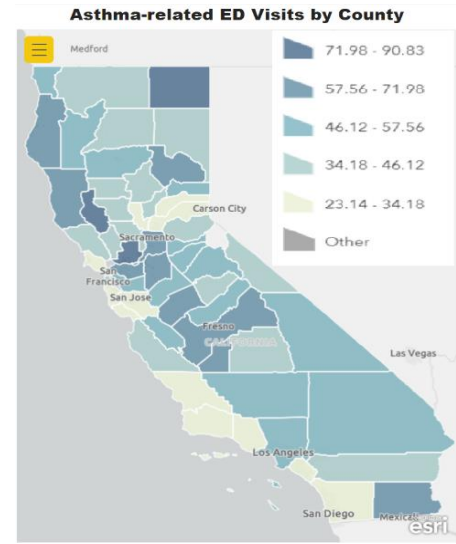 Asthma-related ED Visits by County
Medford
71.98 - 90.83
57.56 - 71.98
46.12 - 57.56
34.18 - 46.12
23.14 - 34.18
Other
Carson City
Sacramento
San
Francisco
San Jose
Fresno
CALIFORNIA
Las Vegas
Los Angeles
San Diego
Mexicali
esri